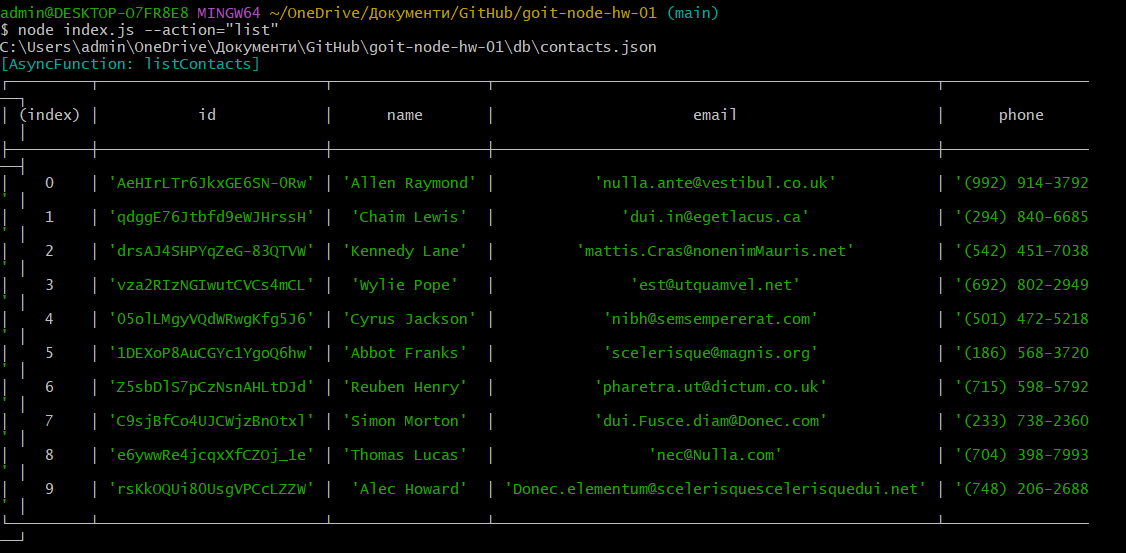 admin@DESKTOP-O7FR8E8 MINGW64 ~/OneDrive/Документи/GitHub/goit-node-hw-01 (main)
$ node index.js --action="list"
C:\Users\admin\OneDrive\Документи\GitHub\goit-node-hw-01\db\contacts.json
[AsyncFunction: listContacts]
(index) │ id │ name │ email │ phone
0 │ 'AeHIrLTr6JkxGE6SN-0Rw' │ 'Allen Raymond' │ 'nulla.ante@vestibul.co.uk' │ '(992) 914-3792'
1 │ 'qdggE76Jtbfd9eWJHrssH' │ 'Chaim Lewis' │ 'dui.in@egetlacus.ca' │ '(294) 840-6685'
2 │ 'drsAJ4SHPYqZeG-83QTVW' │ 'Kennedy Lane' │ 'mattis.Cras@nonenimMauris.net' │ '(542) 451-7038'
3 │ 'vza2RIzNGIwutCVCs4mCL' │ 'Wylie Pope' │ 'est@utquamvel.net' │ '(692) 802-2949'
4 │ '05olLMgyVQdWRwgKfg5J6' │ 'Cyrus Jackson' │ 'nibh@semsempererat.com' │ '(501) 472-5218'
5 │ '1DEXoP8AuCGYc1YgoQ6hw' │ 'Abbot Franks' │ 'scelerisque@magnis.org' │ '(186) 568-3720'
6 │ 'Z5sbDlS7pCzNsnAHLtDJd' │ 'Reuben Henry' │ 'pharetra.ut@dictum.co.uk' │ '(715) 598-5792'
7 │ 'C9sjBfCo4UJCWjzBnOtxl' │ 'Simon Morton' │ 'dui.Fusce.diam@Donec.com' │ '(233) 738-2360'
8 │ 'e6ywwRe4jcqxXfCZOj_1e' │ 'Thomas Lucas' │ 'nec@Nulla.com' │ '(704) 398-7993'
9 │ 'rsKkOQUi80UsgVPCcLZZW' │ 'Alec Howard' │ 'Donec.elementum@scelerisquescelerisquedui.net' │ '(748) 206-2688'